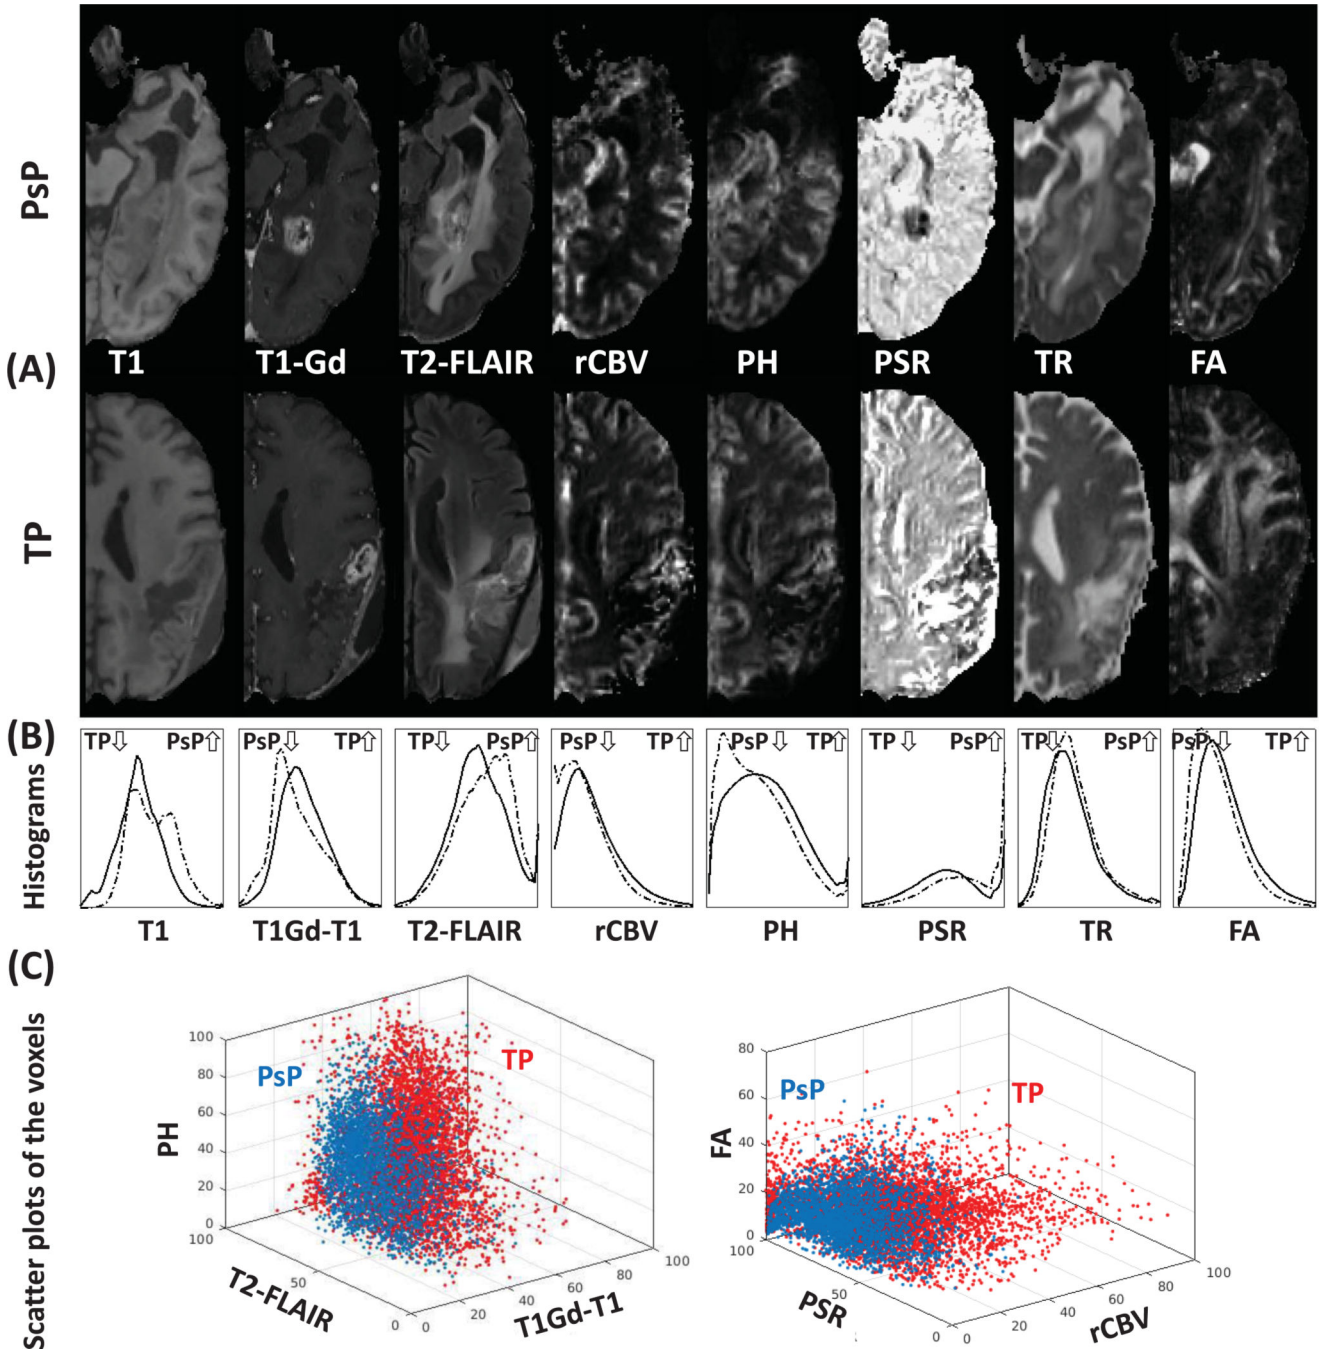 PsP
T1 T1-Gd T2-FLAIR rCBV PH PSR TR FA
(A)
TP
(B)
Histograms
TP⇩ PsP⇧
PsP⇩ TP⇧
TP⇩ PsP⇧
PsP⇩ TP⇧
PsP⇩ TP⇧
TP⇩ PsP⇧
TP⇩ PsP⇧
PsP⇩ TP⇧
T1 T1Gd-T1 T2-FLAIR rCBV PH PSR TR FA
(C)
Scatter plots of the voxels
PH
100
80
60
40
20
0
100
50
0
T2-FLAIR
0
20
40
60
80
100
T1Gd-T1
PsP
TP
FA
80
60
40
20
0
100
50
0
PSR
0
20
40
60
80
100
rCBV
PsP
TP